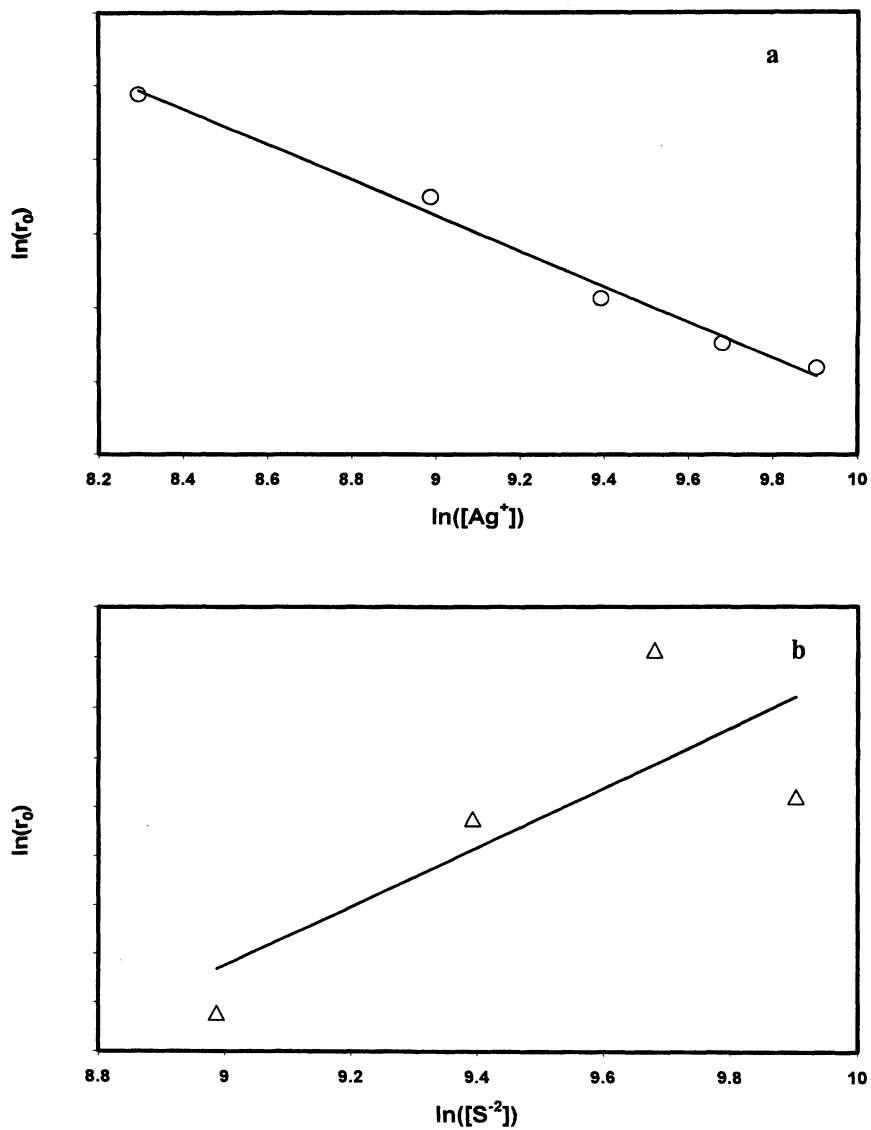 a
ln(r₀)
8.2 8.4 8.6 8.8 9 9.2 9.4 9.6 9.8 10
ln([Ag⁺])
b
ln(r₀)
8.8 9 9.2 9.4 9.6 9.8 10
ln([S⁻²])